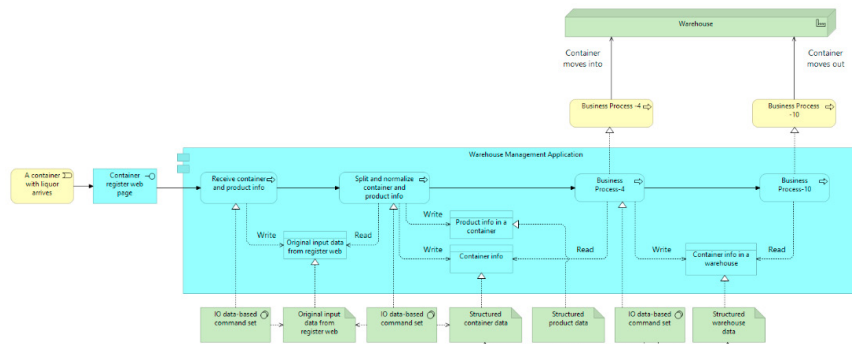 Warehouse
Container
moves into
Container
moves out
Business Process -4
Business Process
-10
Warehouse Management Application
A container
with liquor
arrives
Container
register web
page
Receive container
and product info
Split and normalize
container and
product info
Business
Process-4
Business
Process-10
Write
Product info in a
container
Write
Original input data
from register web
Read
Write
Container info
Read
Write
Container info in a
warehouse
Read
IO data-based
command set
Original input
data from
register web
IO data-based
command set
Structured
container data
Structured
product data
IO data-based
command set
Structured
warehouse
data